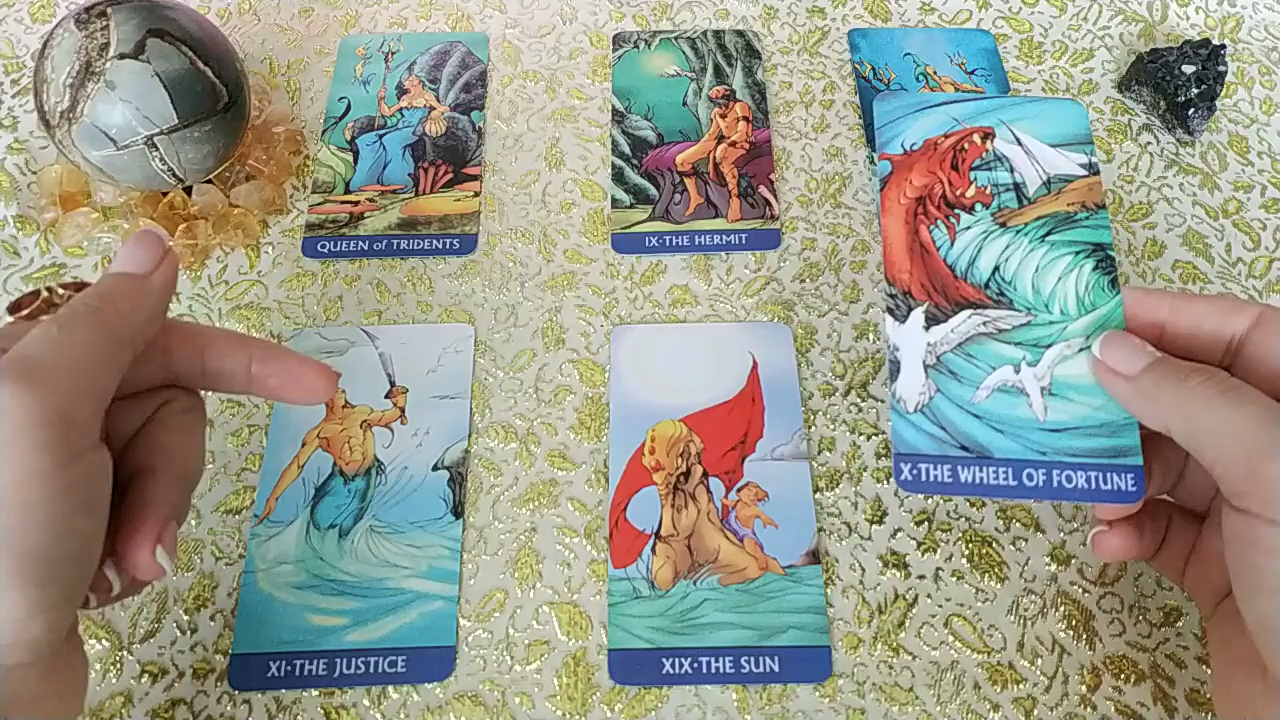 QUEEN of TRIDENTS
IX·THE HERMIT
X·THE WHEEL OF FORTUNE
XI·THE JUSTICE
XIX·THE SUN